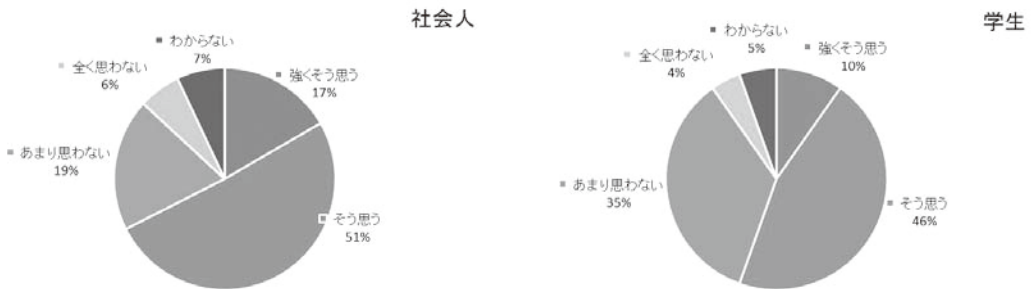 社会人
わからない
7%
全く思わない
6%
強くそう思う
17%
あまり思わない
19%
そう思う
51%
学生
わからない
5%
全く思わない
4%
強くそう思う
10%
あまり思わない
35%
そう思う
46%